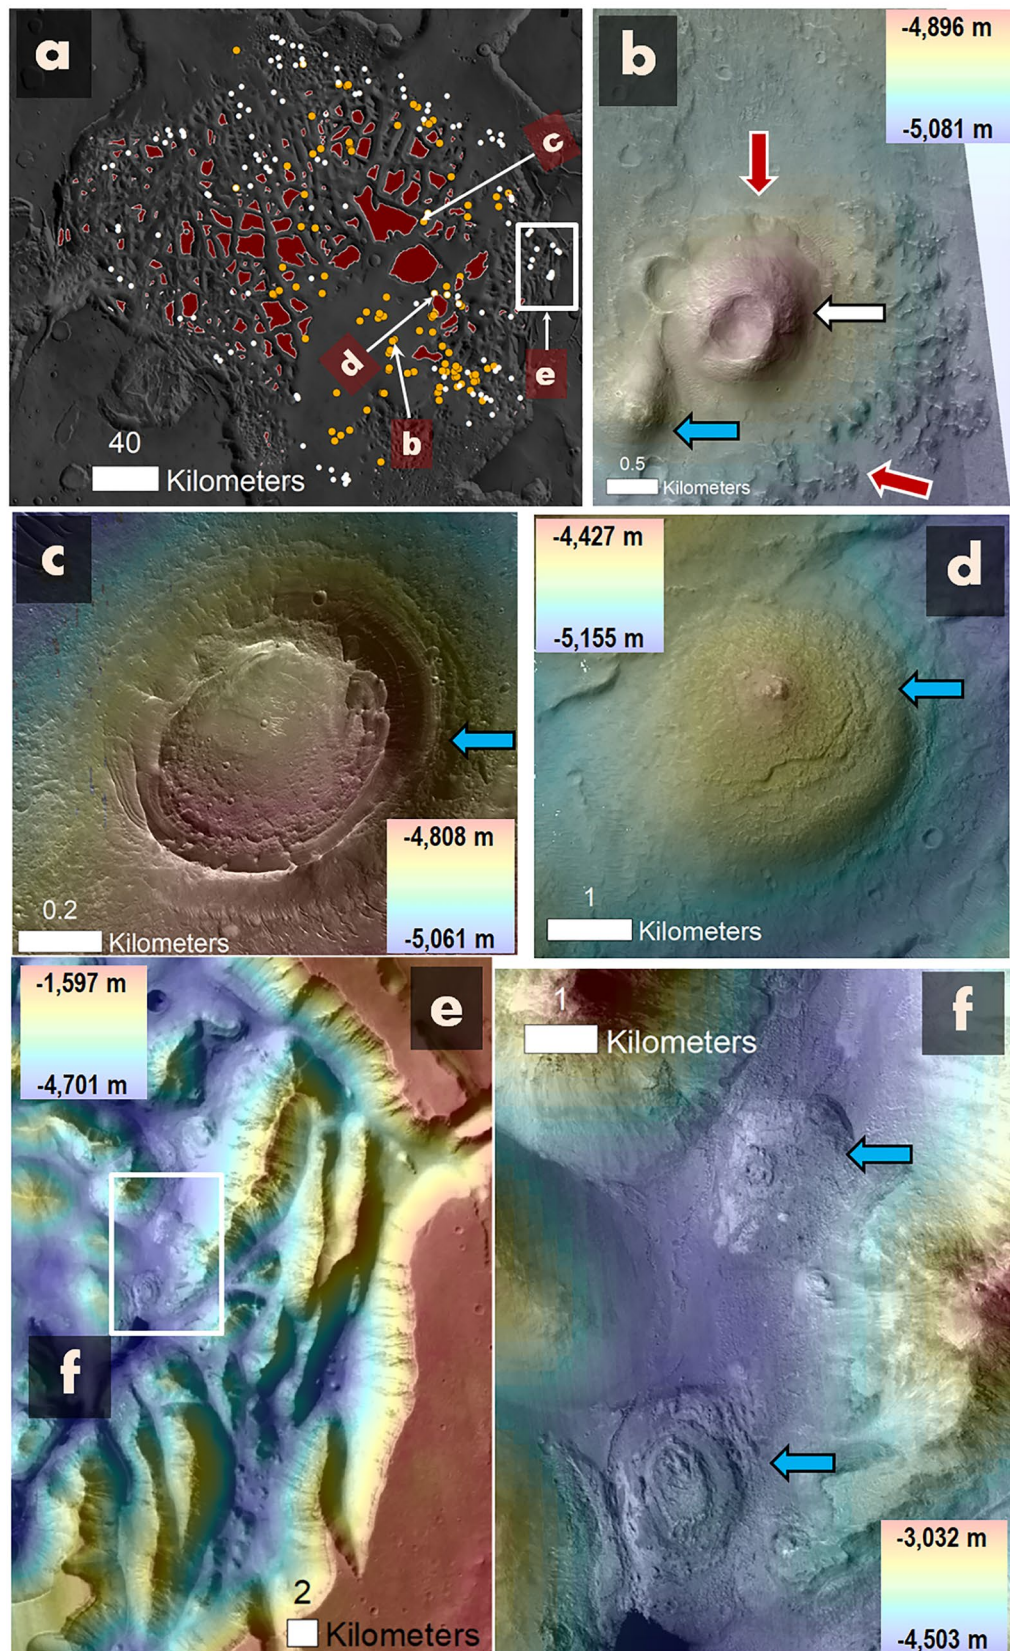 a
c
d
e
b
40
Kilometers
b
-4,896 m
-5,081 m
0.5
Kilometers
c
-4,808 m
-5,061 m
0.2
Kilometers
d
-4,427 m
-5,155 m
1
Kilometers
e
-1,597 m
-4,701 m
f
2
Kilometers
f
1
Kilometers
-3,032 m
-4,503 m